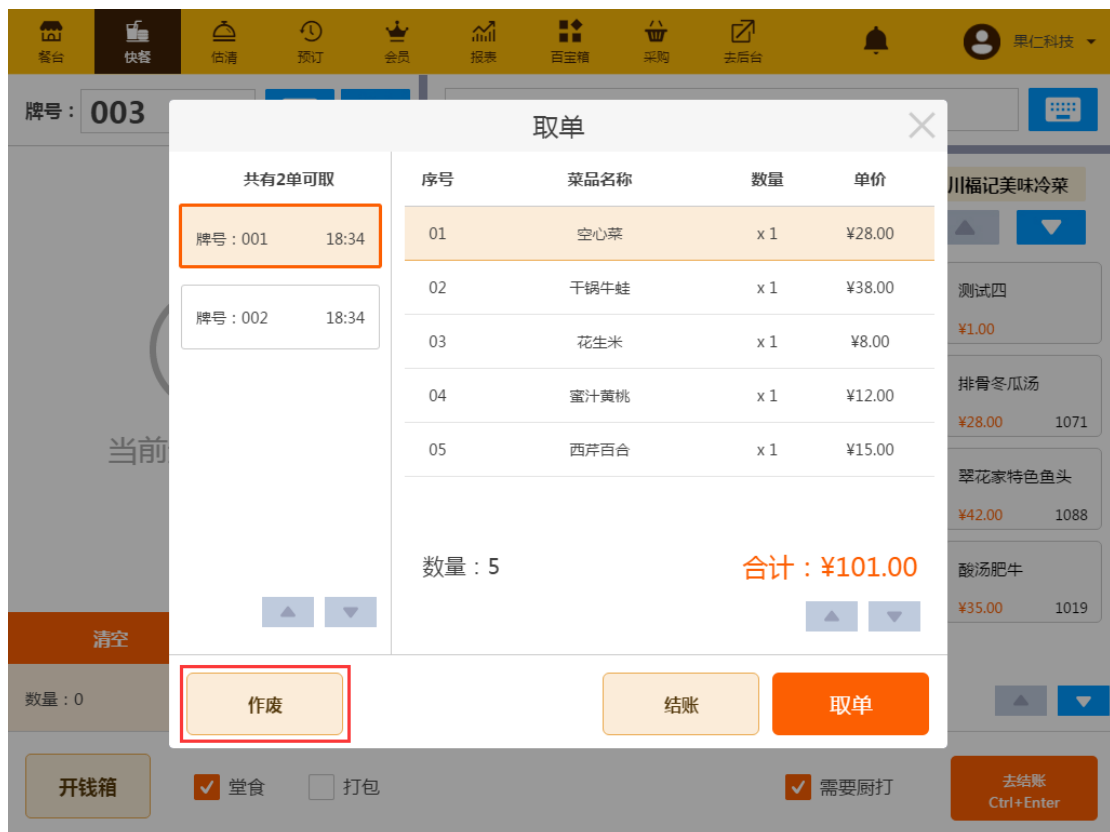 餐台 快餐 估清 预订 会员 报表 百宝箱 采购 去后台 果仁科技
牌号：003
取单
共有2单可取
牌号：001 18:34
牌号：002 18:34
序号 菜品名称 数量 单价
01 空心菜 x 1 ¥28.00
02 干锅牛蛙 x 1 ¥38.00
03 花生米 x 1 ¥8.00
04 蜜汁黄桃 x 1 ¥12.00
05 西芹百合 x 1 ¥15.00
数量：5 合计：¥101.00
作废 结账 取单
川福记美味冷菜
测试四
¥1.00
排骨冬瓜汤
¥28.00 1071
翠花家特色鱼头
¥42.00 1088
酸汤肥牛
¥35.00 1019
当前
清空
数量：0
开钱箱 堂食 打包 需要厨打
去结账
Ctrl+Enter